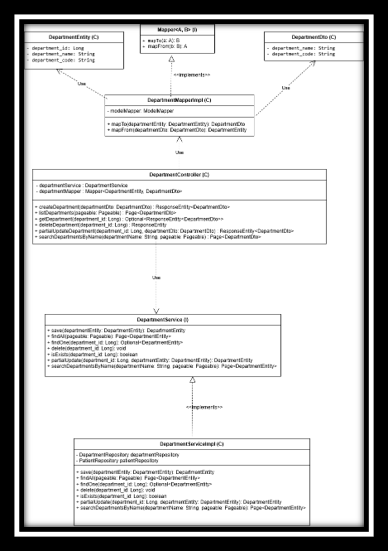 DepartmentEntity (C)
- department_id: Long
- department_name: String
- department_code: String
Mapper<A, B> (I)
+ mapTo(a: A): B
+ mapFrom(b: B): A
DepartmentDto (C)
- department_name: String
- department_code: String
Use
<<implements>>
Use
DepartmentMapperImpl (C)
- modelMapper: ModelMapper
+ mapTo(departmentEntity: DepartmentEntity): DepartmentDto
+ mapFrom(departmentDto: DepartmentDto): DepartmentEntity
Use
DepartmentController (C)
- departmentService : DepartmentService
- departmentMapper : Mapper<DepartmentEntity, DepartmentDto>
+ createDepartment(departmentDto: DepartmentDto) : ResponseEntity<DepartmentDto>
+ listDepartments(pageable: Pageable) : Page<DepartmentDto>
+ getDepartment(department_id: Long) : Optional<ResponseEntity<DepartmentDto>>
+ deleteDepartment(department_id: Long) : ResponseEntity
+ partialUpdateDepartment(department_id: Long, departmentDto: DepartmentDto) : ResponseEntity<DepartmentDto>
+ searchDepartmentsByName(departmentName: String, pageable: Pageable) : Page<DepartmentDto>
Use
DepartmentService (I)
+ save(departmentEntity: DepartmentEntity): DepartmentEntity
+ findAll(pageable: Pageable): Page<DepartmentEntity>
+ findOne(department_id: Long): Optional<DepartmentEntity>
+ delete(department_id: Long): void
+ isExists(department_id: Long): boolean
+ partialUpdate(department_id: Long, departmentEntity: DepartmentEntity): DepartmentEntity
+ searchDepartmentsByName(departmentName: String, pageable: Pageable): Page<DepartmentEntity>
<<implements>>
DepartmentServiceImpl (C)
- DepartmentRepository departmentRepository
- PatientRepository patientRepository
+ save(departmentEntity: DepartmentEntity): DepartmentEntity
+ findAll(pageable: Pageable): Page<DepartmentEntity>
+ findOne(department_id: Long): Optional<DepartmentEntity>
+ delete(department_id: Long): void
+ isExists(department_id: Long): boolean
+ partialUpdate(department_id: Long, departmentEntity: DepartmentEntity): DepartmentEntity
+ searchDepartmentsByName(departmentName: String, pageable: Pageable): Page<DepartmentEntity>